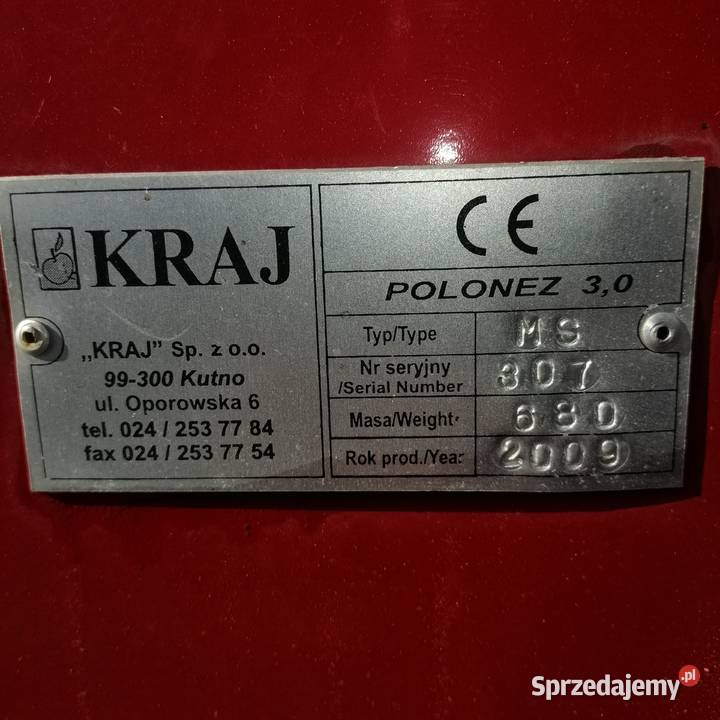 KRAJ
„KRAJ” Sp. z o.o.
99-300 Kutno
ul. Oporowska 6
tel. 024 / 253 77 84
fax 024 / 253 77 54
CE
POLONEZ 3,0
Typ/Type MS
Nr seryjny
/Serial Number 307
Masa/Weight 680
Rok prod./Year 2009
Sprzedajemy.pl